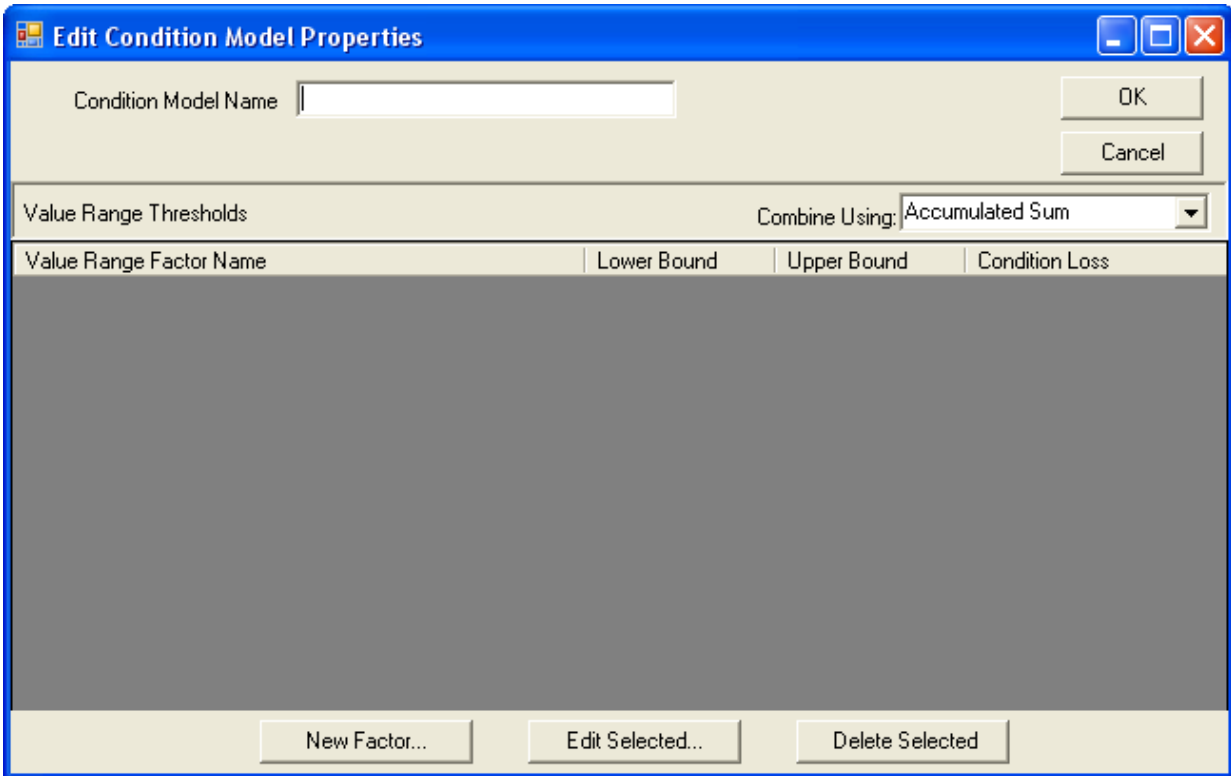 Edit Condition Model Properties
Condition Model Name
OK
Cancel
Value Range Thresholds
Combine Using: Accumulated Sum
Value Range Factor Name Lower Bound Upper Bound Condition Loss
New Factor... Edit Selected... Delete Selected